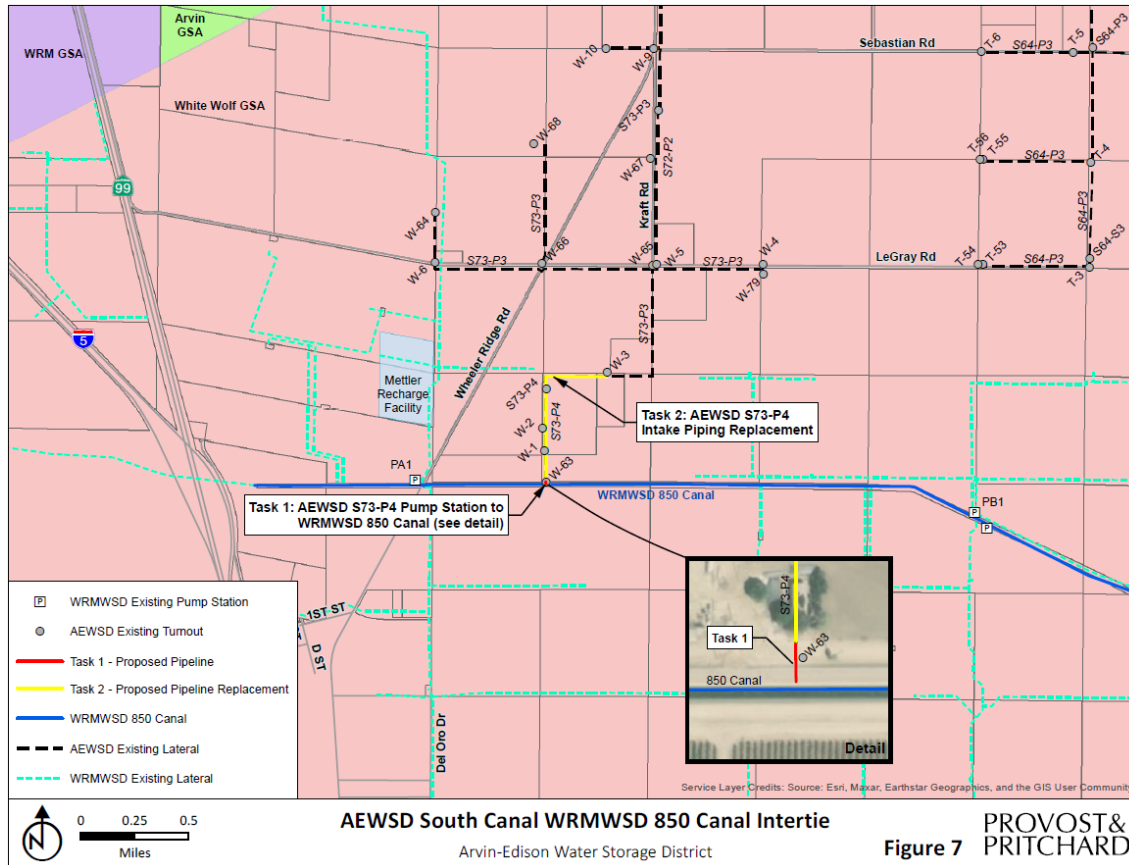 Arvin
GSA
WRM GSA
White Wolf GSA
99
5
Sebastian Rd
W-10
W-9
T-6
T-5
S64-P3
S64-P3
S73-P3
W-68
W-67
S72-P2
Kraft Rd
T-56
T-55
S64-P3
T-4
S73-P3
W-64
W-6
S73-P3
W-66
W-65
W-5
S73-P3
W-4
W-79
LeGray Rd
T-54
T-53
S64-P3
S64-P3
S64-S3
T-3
S73-P3
Wheeler Ridge Rd
Mettler
Recharge
Facility
W-3
S73-P4
S73-P4
W-2
W-1
W-63
Task 2: AEWSD S73-P4
Intake Piping Replacement
PA1
WRMWSD 850 Canal
Task 1: AEWSD S73-P4 Pump Station to
WRMWSD 850 Canal (see detail)
PB1
P
P
P
S73-P4
Task 1
W-63
850 Canal
Detail
1ST ST
D ST
Del Oro Dr
P
WRMWSD Existing Pump Station
AEWSD Existing Turnout
Task 1 - Proposed Pipeline
Task 2 - Proposed Pipeline Replacement
WRMWSD 850 Canal
AEWSD Existing Lateral
WRMWSD Existing Lateral
Service Layer Credits: Source: Esri, Maxar, Earthstar Geographics, and the GIS User Community
N
0 0.25 0.5
Miles
AEWSD South Canal WRMWSD 850 Canal Intertie
Arvin-Edison Water Storage District
Figure 7
PROVOST&
PRITCHARD